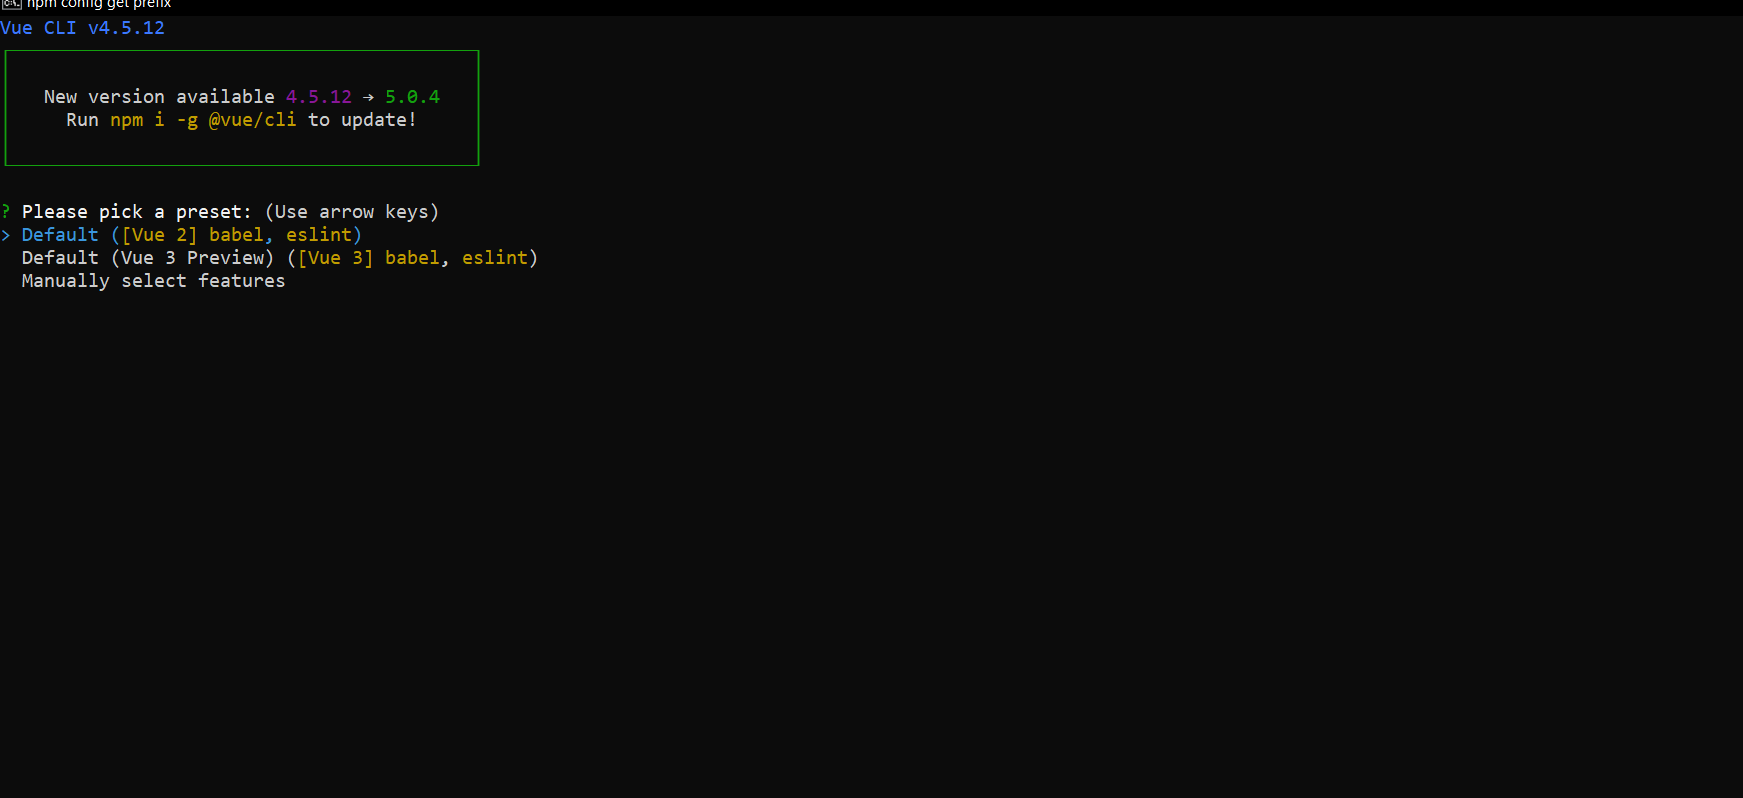 npm config get prefix
Vue CLI v4.5.12
New version available 4.5.12 → 5.0.4
Run npm i -g @vue/cli to update!
? Please pick a preset: (Use arrow keys)
> Default ([Vue 2] babel, eslint)
Default (Vue 3 Preview) ([Vue 3] babel, eslint)
Manually select features